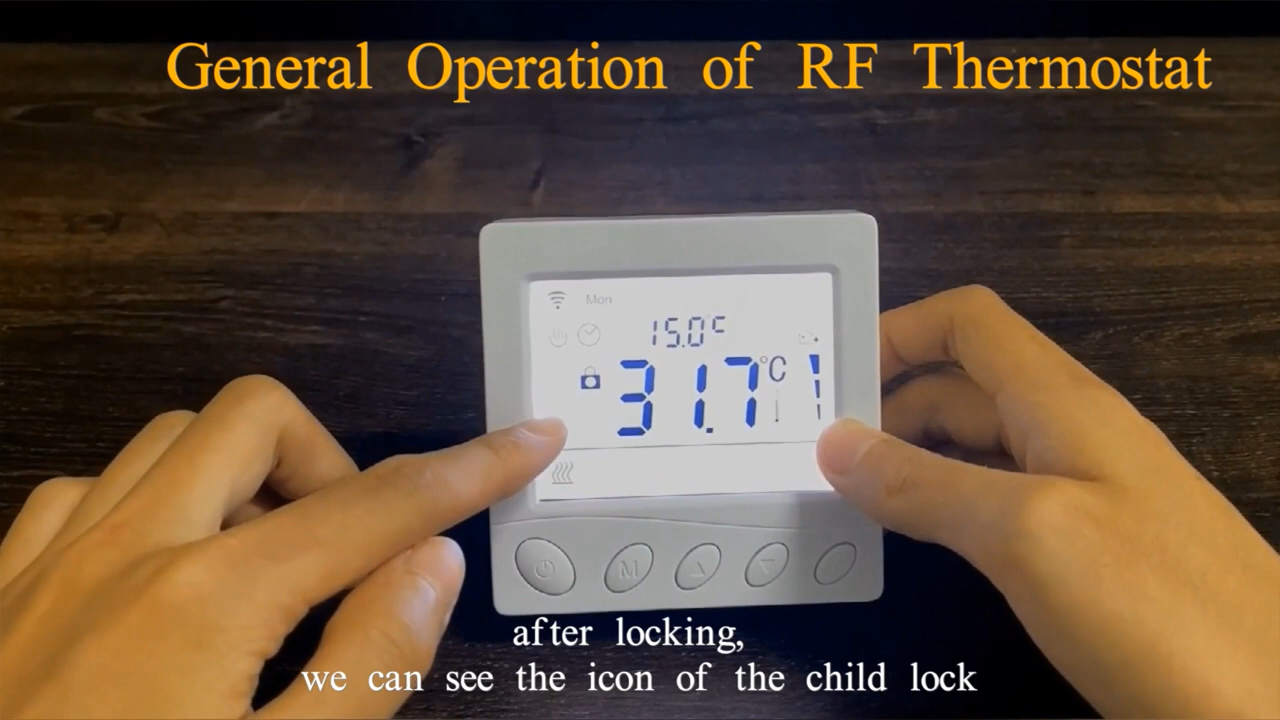 General Operation of RF Thermostat
Mon
15.0°C
31.7°C
M
after locking,
we can see the icon of the child lock